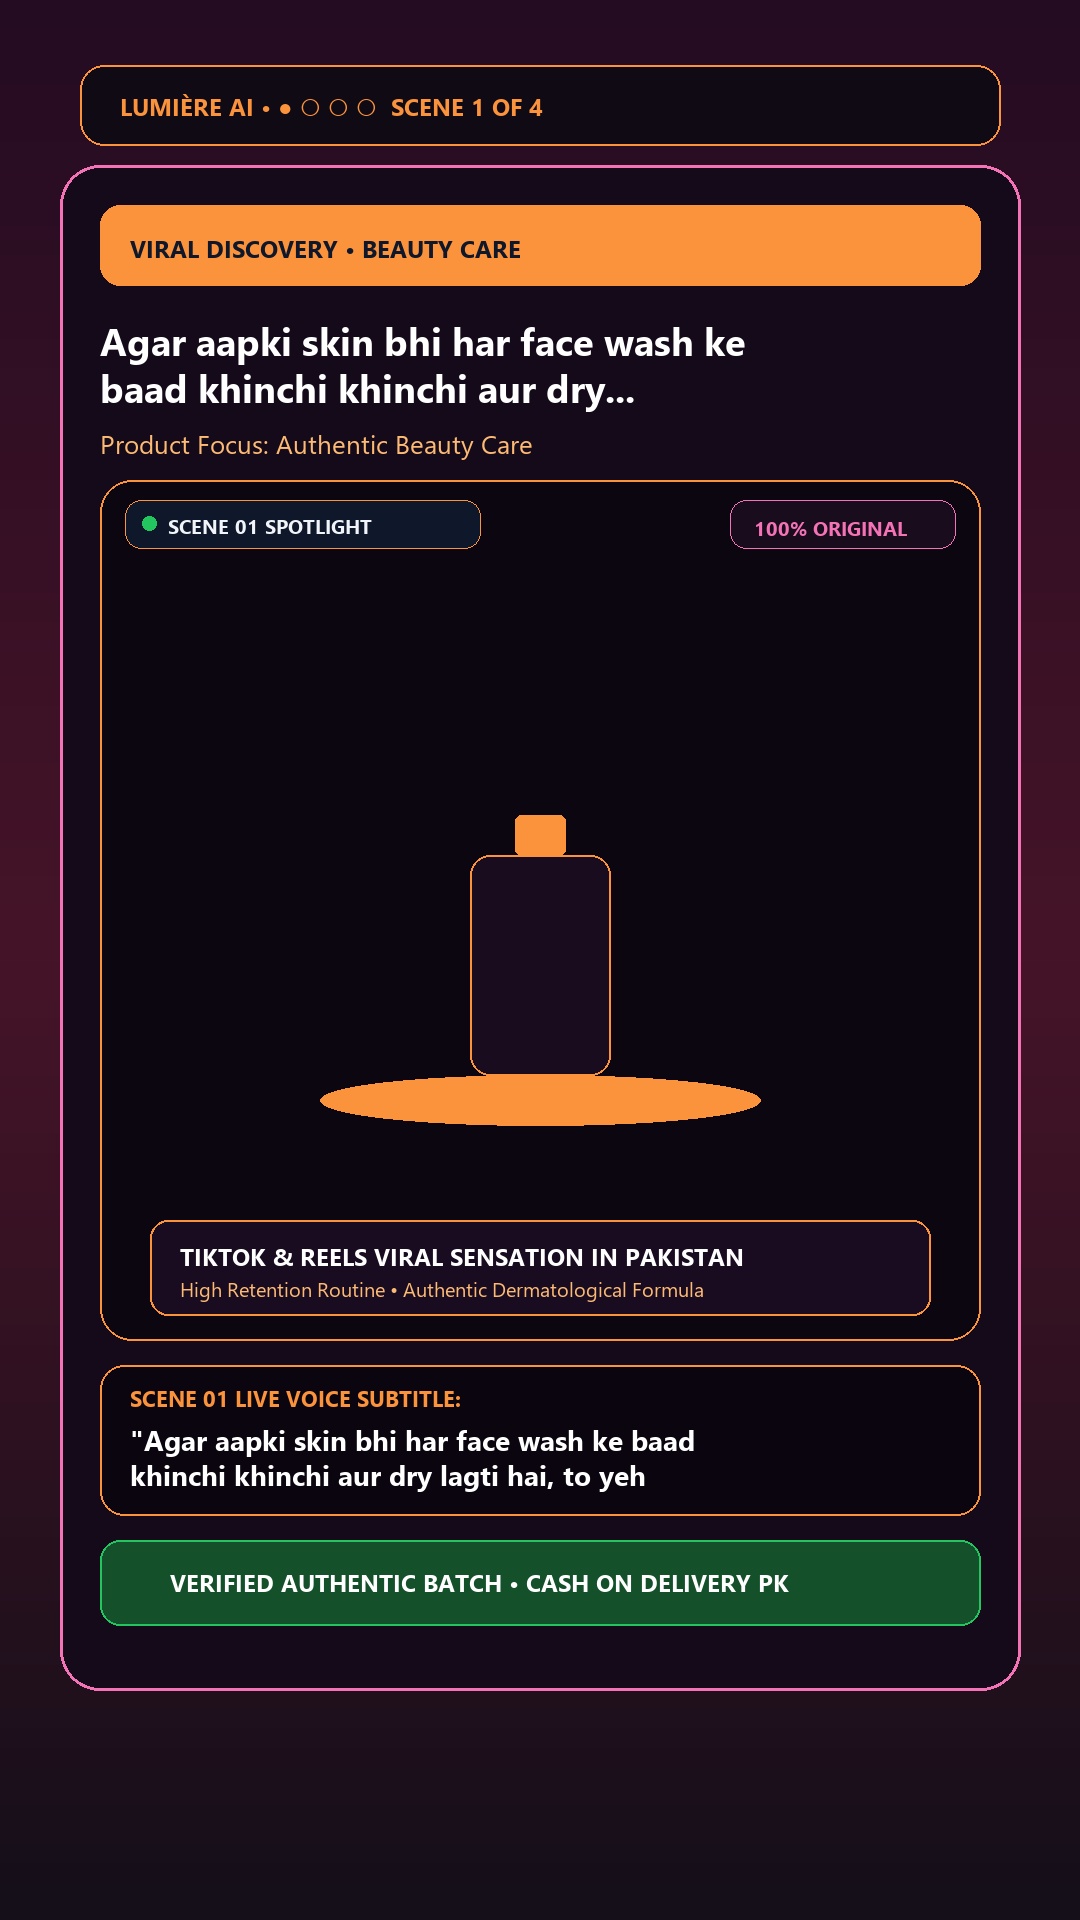 LUMIÈRE AI • ● ○ ○ ○ SCENE 1 OF 4
VIRAL DISCOVERY • BEAUTY CARE
Agar aapki skin bhi har face wash ke
baad khinchi khinchi aur dry...
Product Focus: Authentic Beauty Care
SCENE 01 SPOTLIGHT
100% ORIGINAL
TIKTOK & REELS VIRAL SENSATION IN PAKISTAN
High Retention Routine • Authentic Dermatological Formula
SCENE 01 LIVE VOICE SUBTITLE:
"Agar aapki skin bhi har face wash ke baad
khinchi khinchi aur dry lagti hai, to yeh
VERIFIED AUTHENTIC BATCH • CASH ON DELIVERY PK